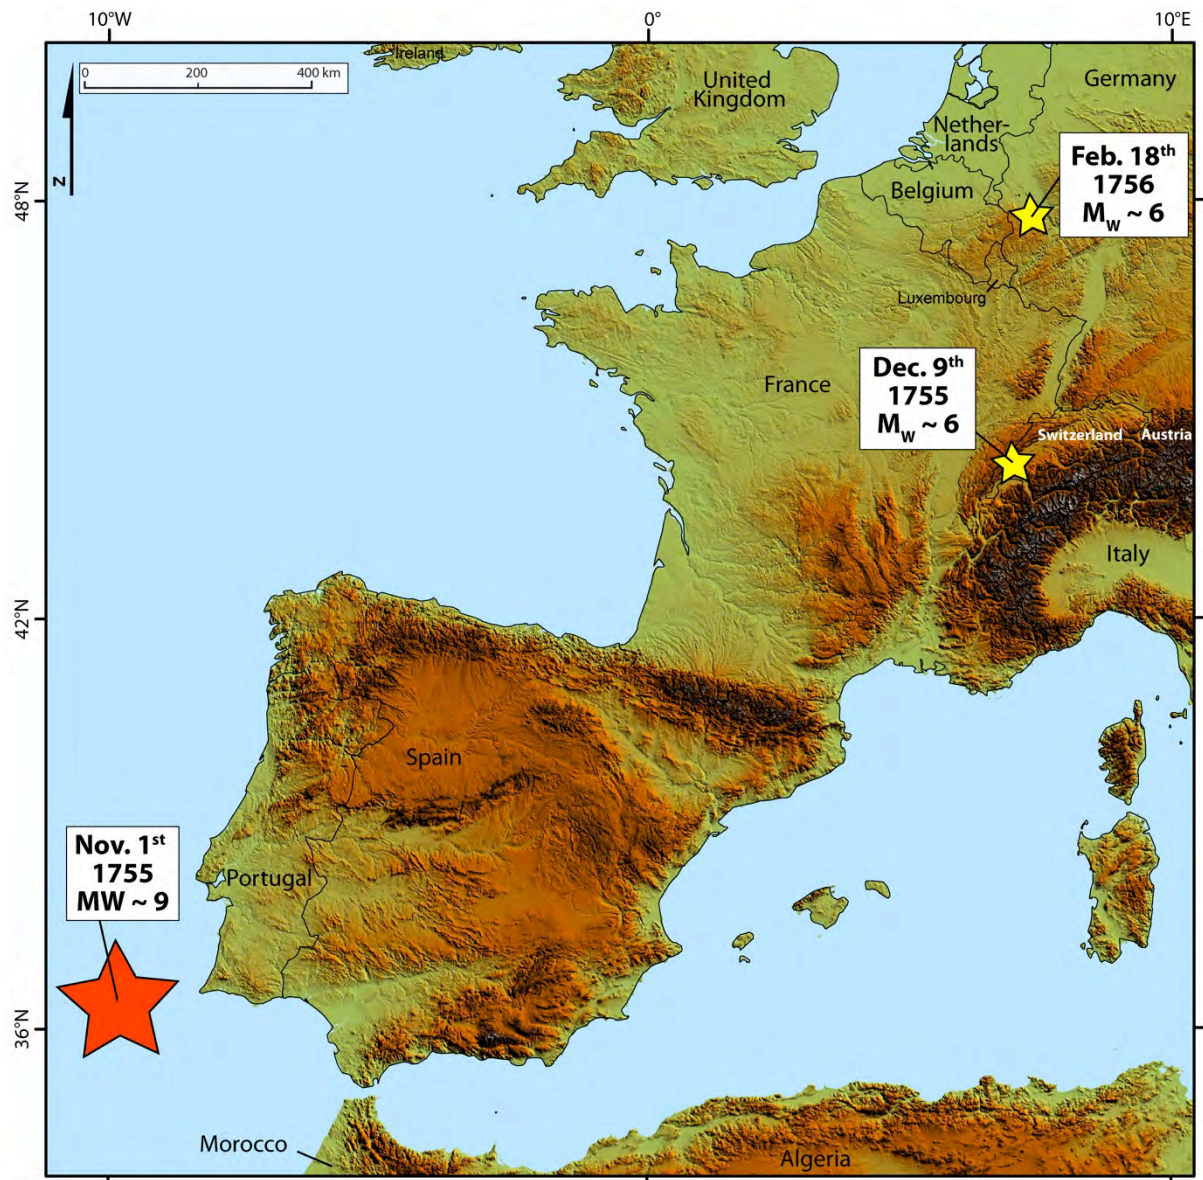 10°W
0°
10°E
Ireland
0 200 400 km
United
Kingdom
Germany
Nether-
lands
N
Feb. 18th
1756
MW ~ 6
48°N
Belgium
Luxembourg
Dec. 9th
1755
MW ~ 6
France
Switzerland
Austria
Italy
42°N
Spain
Nov. 1st
1755
MW ~ 9
Portugal
36°N
Morocco
Algeria